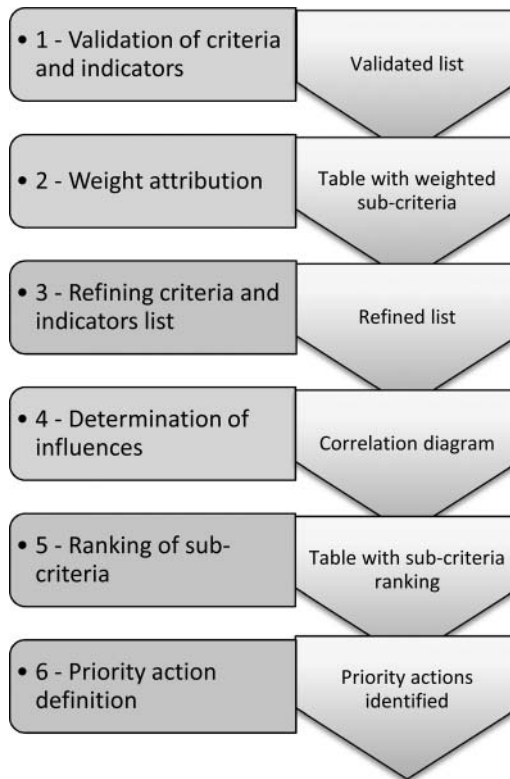 • 1 - Validation of criteria
and indicators
Validated list
• 2 - Weight attribution
Table with weighted
sub-criteria
• 3 - Refining criteria and
indicators list
Refined list
• 4 - Determination of
influences
Correlation diagram
• 5 - Ranking of sub-
criteria
Table with sub-criteria
ranking
• 6 - Priority action
definition
Priority actions
identified